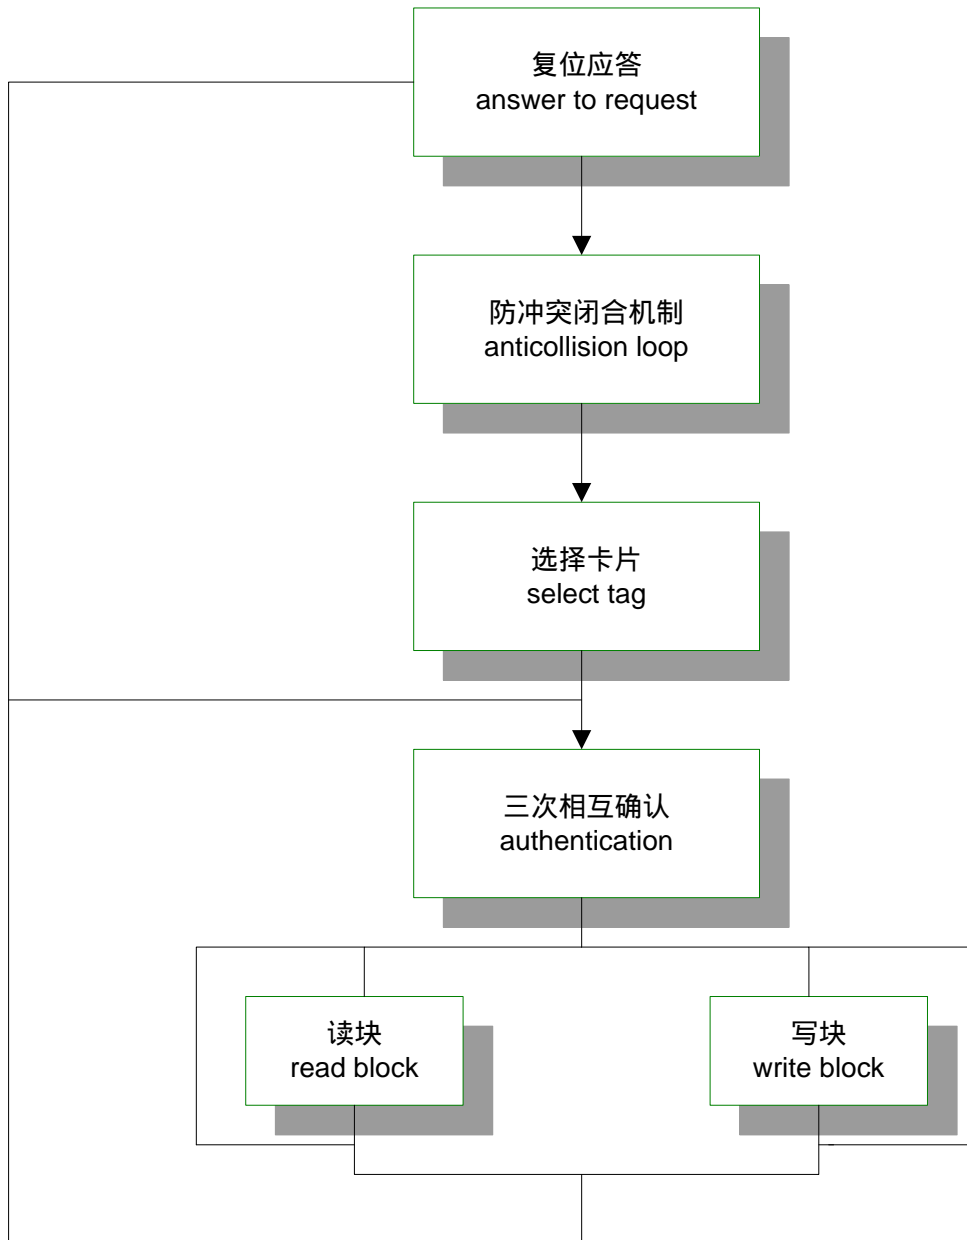 复位应答
answer to request
防冲突闭合机制
anticollision loop
选择卡片
select tag
三次相互确认
authentication
读块
read block
写块
write block